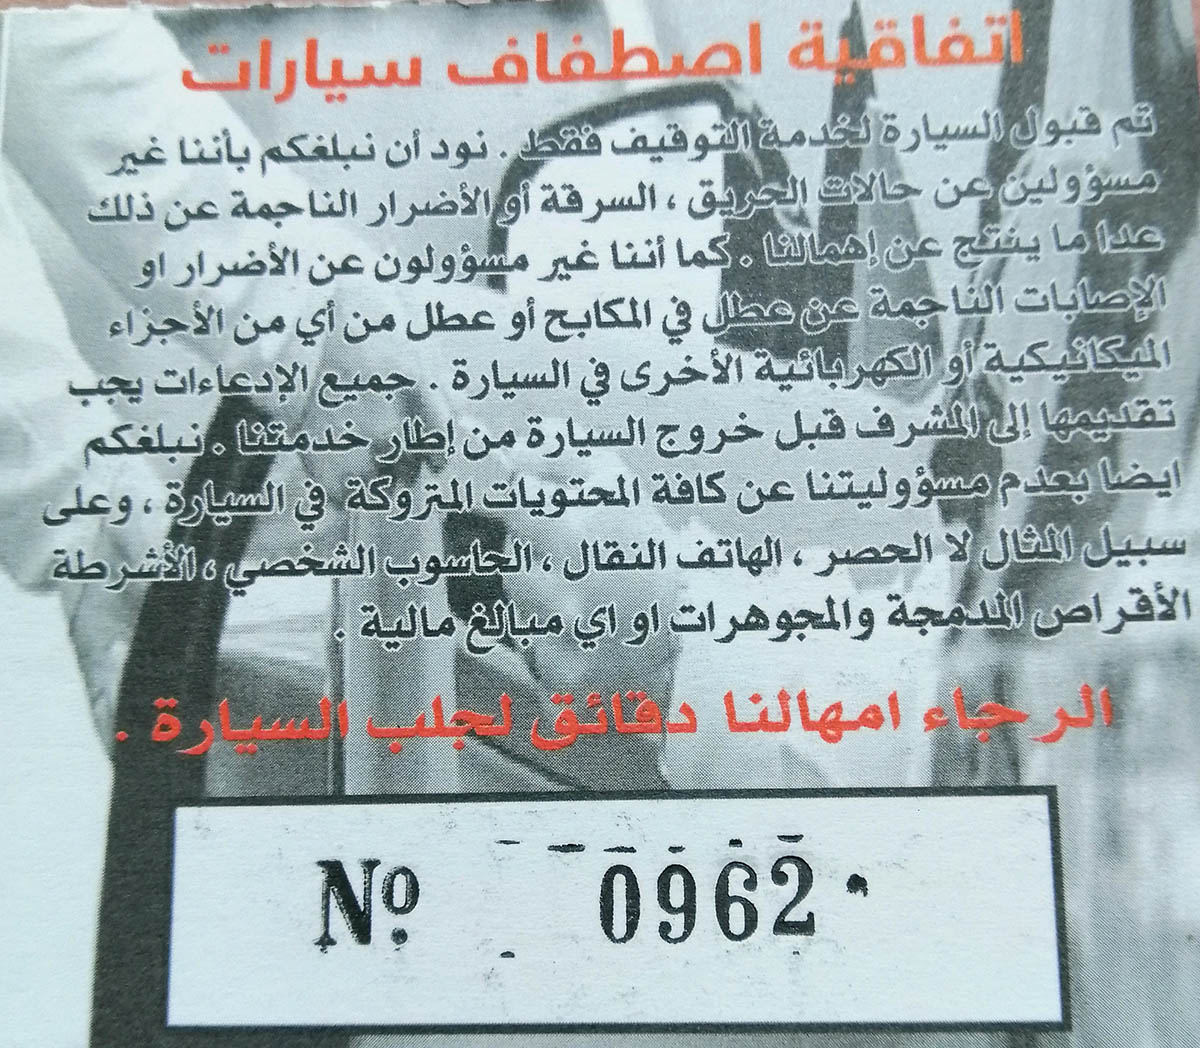 اتفاقية اصطفاف سيارات
تم قبول السيارة لخدمة التوقيف فقط . نود أن نبلغكم بأننا غير
مسؤولين عن حالات الحريق ، السرقة أو الأضرار الناجمة عن ذلك
عدا ما ينتج عن إهمالنا . كما أننا غير مسؤولون عن الأضرار او
الإصابات الناجمة عن عطل في المكابح أو عطل من أي من الأجزاء
الميكانيكية أو الكهربائية الأخرى في السيارة . جميع الإدعاءات يجب
تقديمها إلى المشرف قبل خروج السيارة من إطار خدمتنا . نبلغكم
ايضا بعدم مسؤوليتنا عن كافة المحتويات المتروكة في السيارة ، وعلى
سبيل المثال لا الحصر ، الهاتف النقال ، الحاسوب الشخصي ، الأشرطة
الأقراص المدمجة والمجوهرات او اي مبالغ مالية .
الرجاء امهالنا دقائق لجلب السيارة .
No. 0962